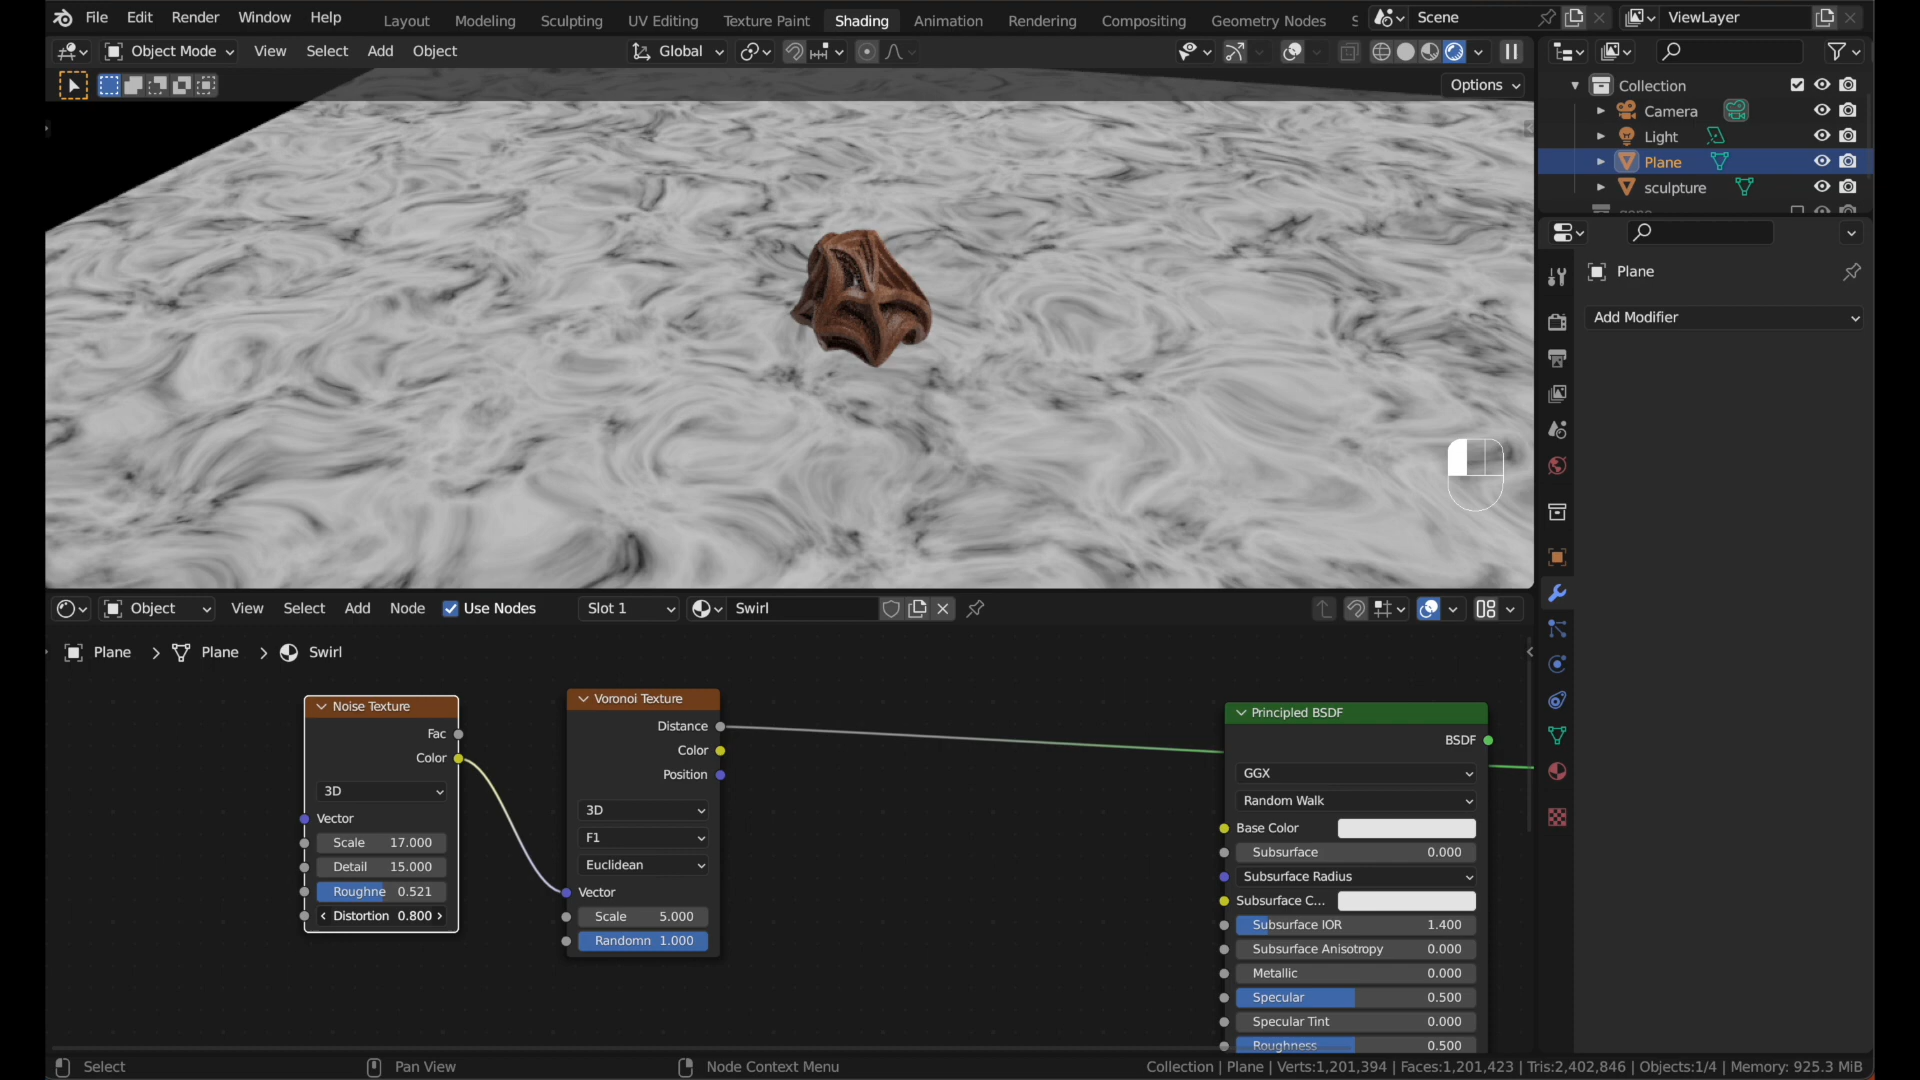 File Edit Render Window Help Layout Modeling Sculpting UV Editing Texture Paint Shading Animation Rendering Compositing Geometry Nodes Scene ViewLayer
Object Mode View Select Add Object Global
Options
Collection
Camera
Light
Plane
sculpture
Plane
Add Modifier
Object View Select Add Node Use Nodes Slot 1 Swirl
Plane > Plane > Swirl
Noise Texture
Fac
Color
3D
Vector
Scale 17.000
Detail 15.000
Roughne 0.521
Distortion 0.800
Voronoi Texture
Distance
Color
Position
3D
F1
Euclidean
Vector
Scale 5.000
Randomn 1.000
Principled BSDF
BSDF
GGX
Random Walk
Base Color
Subsurface 0.000
Subsurface Radius
Subsurface C...
Subsurface IOR 1.400
Subsurface Anisotropy 0.000
Metallic 0.000
Specular 0.500
Specular Tint 0.000
Roughness 0.500
Select Pan View Node Context Menu Collection | Plane | Verts:1,201,394 | Faces:1,201,423 | Tris:2,402,846 | Objects:1/4 | Memory: 925.3 MiB